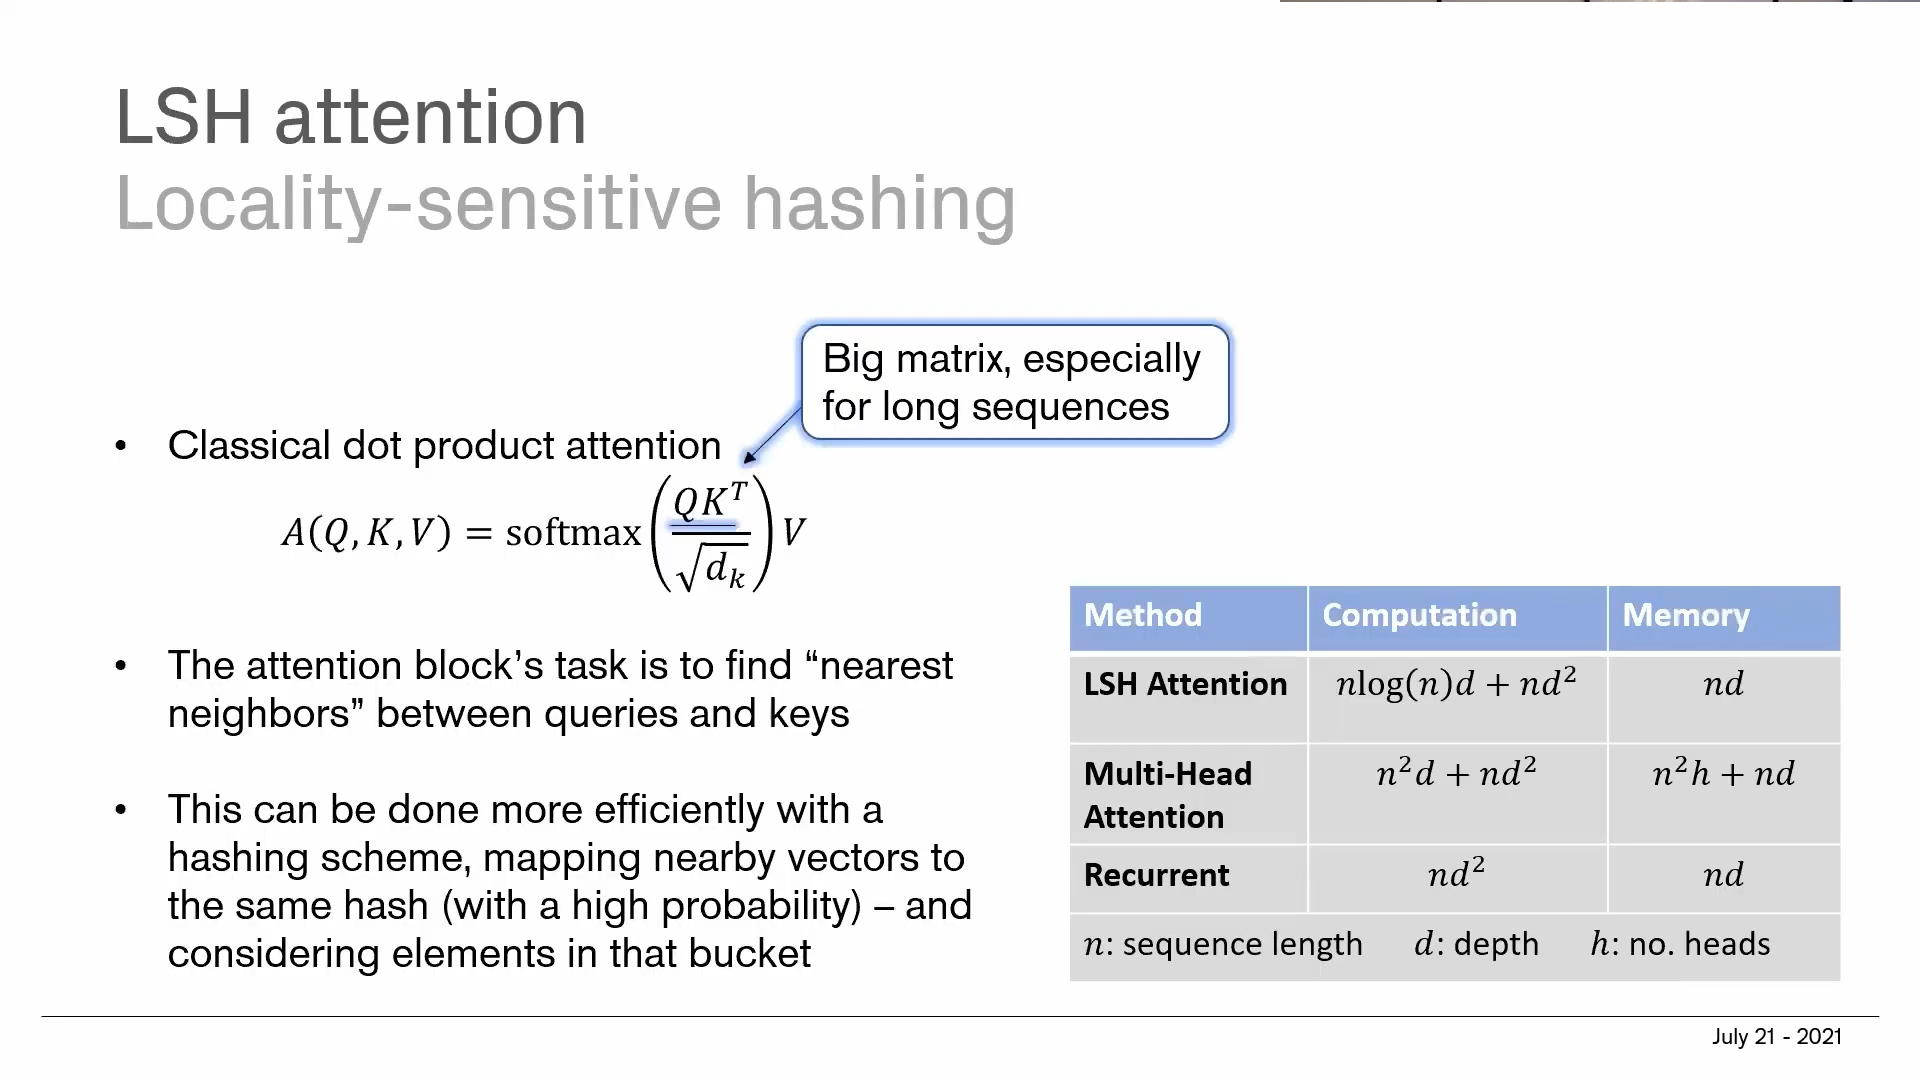 LSH attention
Locality-sensitive hashing
Big matrix, especially
for long sequences
• Classical dot product attention
A(Q, K, V) = softmax(QK^T / √d_k)V
• The attention block’s task is to find “nearest
neighbors” between queries and keys
• This can be done more efficiently with a
hashing scheme, mapping nearby vectors to
the same hash (with a high probability) – and
considering elements in that bucket
Method Computation Memory
LSH Attention nlog(n)d + nd² nd
Multi-Head
Attention n²d + nd² n²h + nd
Recurrent nd² nd
n: sequence length d: depth h: no. heads
July 21 - 2021